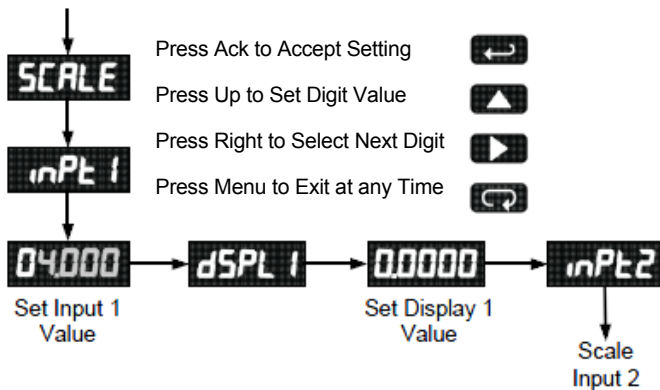 Press Ack to Accept Setting
SCALE
Press Up to Set Digit Value
Press Right to Select Next Digit
inPt 1
Press Menu to Exit at any Time
04.000
dSPL 1
0.0000
inPt2
Set Input 1
Value
Set Display 1
Value
Scale
Input 2